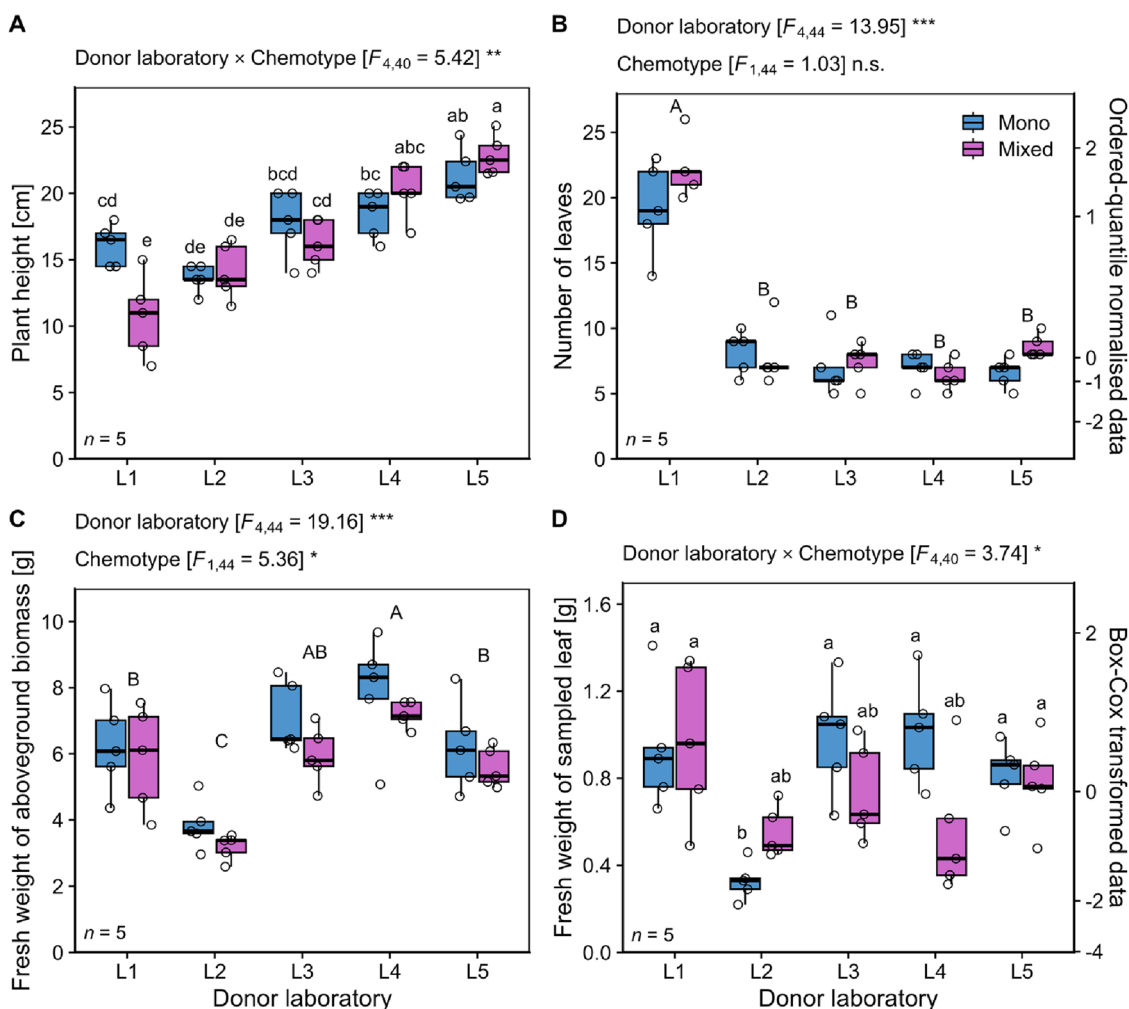 A
Donor laboratory × Chemotype [F4,40 = 5.42] **
Plant height [cm]
25
20
15
10
5
0
cd
e
de
de
bcd
cd
bc
abc
ab
a
n = 5
L1 L2 L3 L4 L5
B
Donor laboratory [F4,44 = 13.95] ***
Chemotype [F1,44 = 1.03] n.s.
Number of leaves
25
20
15
10
5
0
A
B
B
B
B
Mono
Mixed
n = 5
L1 L2 L3 L4 L5
Ordered-quantile normalised data
2
1
0
-1
-2
C
Donor laboratory [F4,44 = 19.16] ***
Chemotype [F1,44 = 5.36] *
Fresh weight of aboveground biomass [g]
10
8
6
4
2
0
B
C
AB
A
B
n = 5
L1 L2 L3 L4 L5
Donor laboratory
D
Donor laboratory × Chemotype [F4,40 = 3.74] *
Fresh weight of sampled leaf [g]
1.6
1.2
0.8
0.4
0.0
a
a
b
ab
a
ab
a
ab
a
a
n = 5
L1 L2 L3 L4 L5
Donor laboratory
Box-Cox transformed data
2
0
-2
-4